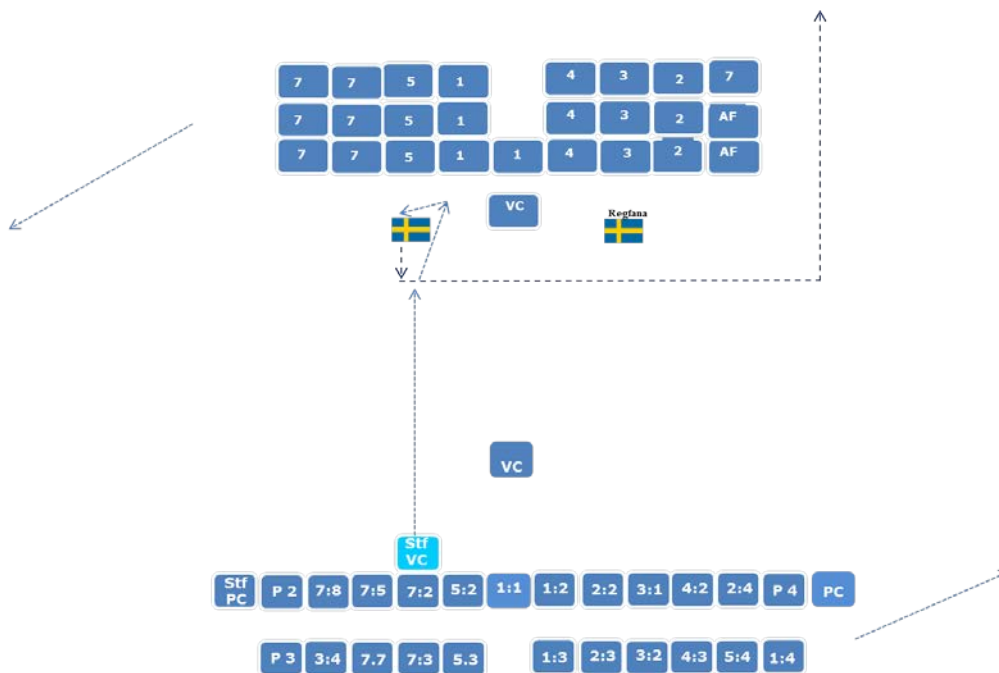 7 7 5 1 4 3 2 7
7 7 5 1 4 3 2 AF
7 7 5 1 1 4 3 2 AF
VC
Regfana
VC
Stf
VC
Stf
PC
P 2 7:8 7:5 7:2 5:2 1:1 1:2 2:2 3:1 4:2 2:4 P 4 PC
P 3 3:4 7.7 7:3 5.3 1:3 2:3 3:2 4:3 5:4 1:4